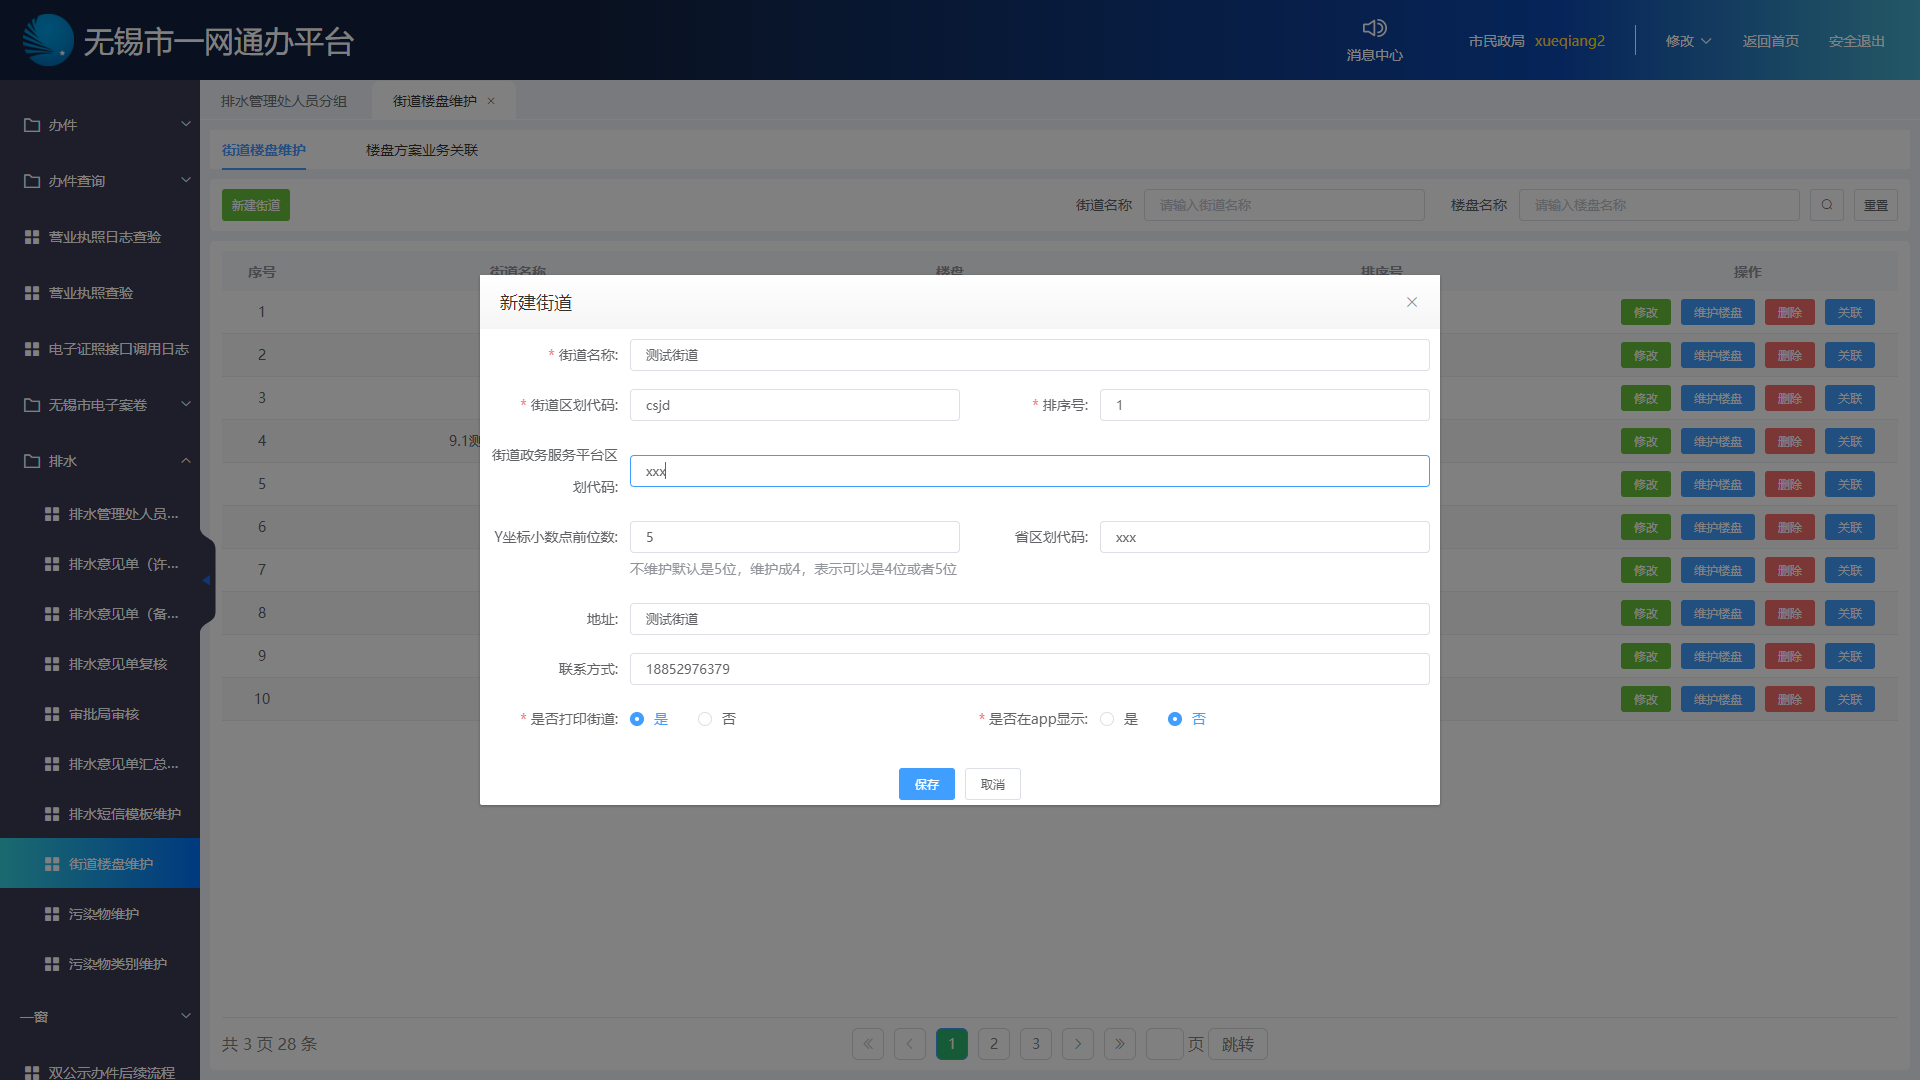 无锡市一网通办平台
消息中心
市民政局 xueqiang2
修改
返回首页
安全退出
办件
办件查询
营业执照日志查验
营业执照查验
电子证照接口调用日志
无锡市电子案卷
排水
排水管理处人员...
排水意见单（许...
排水意见单（备...
排水意见单复核
审批局审核
排水意见单汇总...
排水短信模板维护
街道楼盘维护
污染物维护
污染物类别维护
一窗
双公示办件后续流程
排水管理处人员分组
街道楼盘维护
街道楼盘维护
楼盘方案业务关联
新建街道
街道名称 请输入街道名称
楼盘名称 请输入楼盘名称
重置
序号 街道名称 楼盘 排序号 操作
1 修改 维护楼盘 删除 关联
2 修改 维护楼盘 删除 关联
3 修改 维护楼盘 删除 关联
4 9.1测 修改 维护楼盘 删除 关联
5 修改 维护楼盘 删除 关联
6 修改 维护楼盘 删除 关联
7 修改 维护楼盘 删除 关联
8 修改 维护楼盘 删除 关联
9 修改 维护楼盘 删除 关联
10 修改 维护楼盘 删除 关联
新建街道
* 街道名称: 测试街道
* 街道区划代码: csjd
* 排序号: 1
街道政务服务平台区
划代码: xxx
Y坐标小数点前位数: 5
省区划代码: xxx
不维护默认是5位，维护成4，表示可以是4位或者5位
地址: 测试街道
联系方式: 18852976379
* 是否打印街道: 是 否
* 是否在app显示: 是 否
保存 取消
共 3 页 28 条
1 2 3 页 跳转